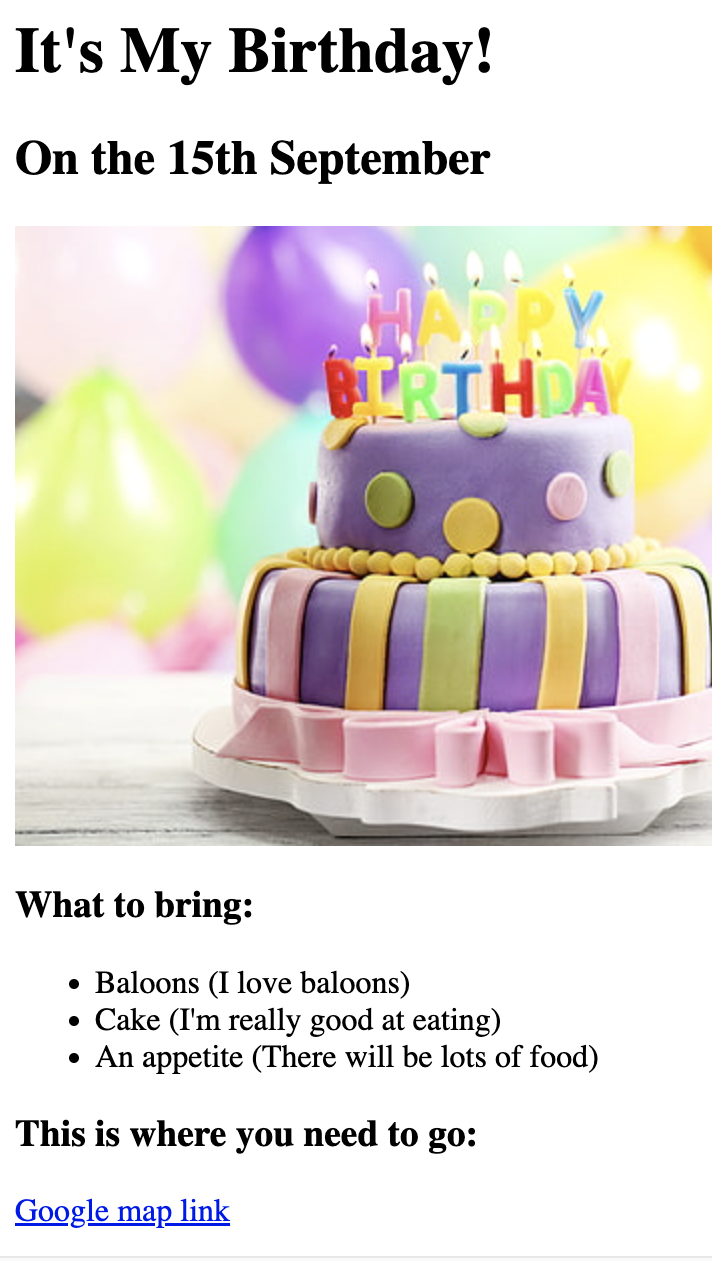 It's My Birthday!
On the 15th September
HAPPY
BIRTHDAY
What to bring:
Baloons (I love baloons)
Cake (I'm really good at eating)
An appetite (There will be lots of food)
This is where you need to go:
Google map link